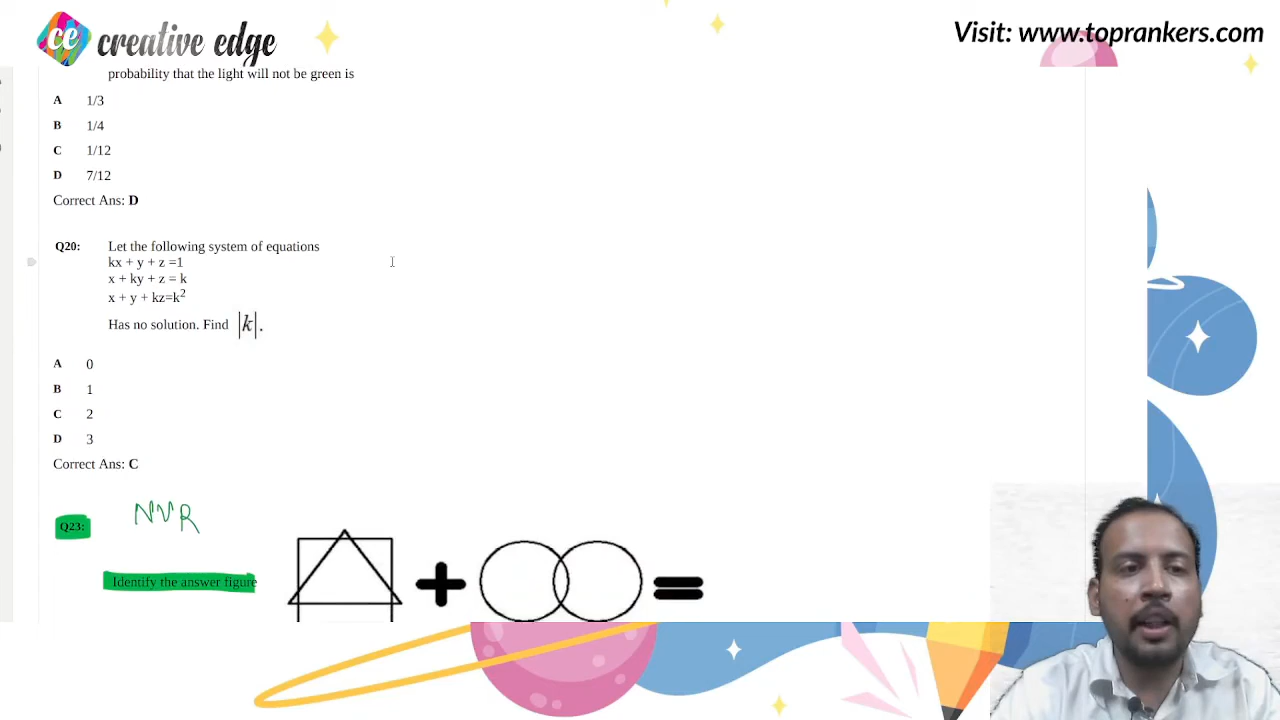 ce creative edge
Visit: www.toprankers.com
probability that the light will not be green is
A 1/3
B 1/4
C 1/12
D 7/12
Correct Ans: D
Q20: Let the following system of equations
kx + y + z =1
x + ky + z = k
x + y + kz=k²
Has no solution. Find |k|.
A 0
B 1
C 2
D 3
Correct Ans: C
NVR
Q23:
Identify the answer figure
+ =